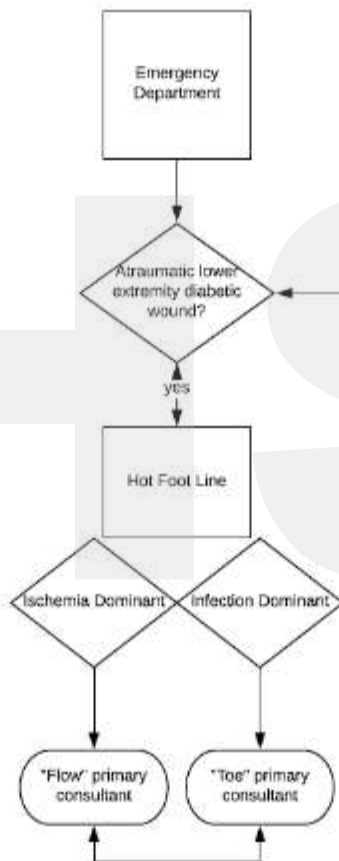 Emergency
Department
Atraumatic lower
extremity diabetic
wound?
yes
Hot Foot Line
Ischemia Dominant
Infection Dominant
"Flow" primary
consultant
"Toe" primary
consultant